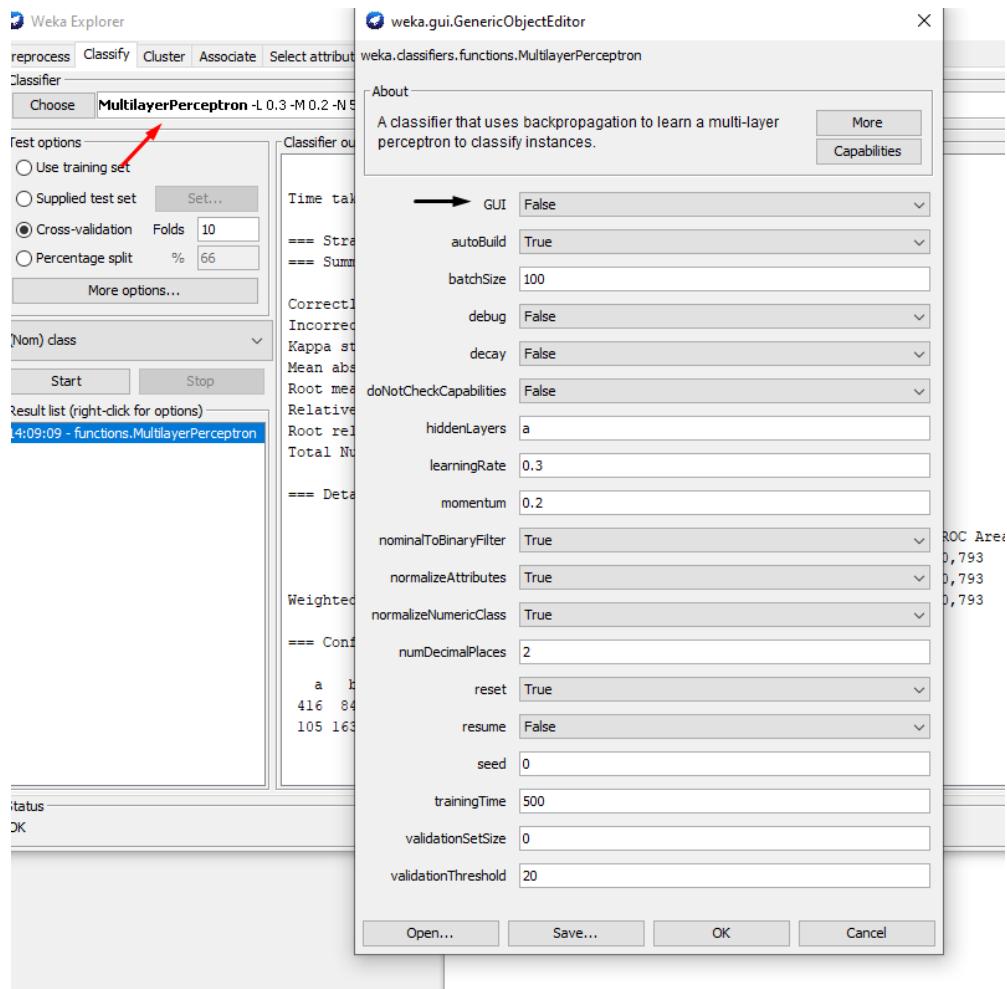 Weka Explorer
reprocess Classify Cluster Associate Select attribut
Classifier
Choose MultilayerPerceptron -L 0.3 -M 0.2 -N 5
Test options
Use training set
Supplied test set Set...
Cross-validation Folds 10
Percentage split % 66
More options...
(Nom) class
Start Stop
Result list (right-click for options)
14:09:09 - functions.MultilayerPerceptron
Status
OK
Classifier ou
Time tak
=== Stra
=== Summ
Correctl
Incorrec
Kappa st
Mean abs
Root mea
Relative
Root rel
Total Nu
=== Deta
Weighted
=== Conf
a b
416 84
105 163
weka.gui.GenericObjectEditor
weka.classifiers.functions.MultilayerPerceptron
About
A classifier that uses backpropagation to learn a multi-layer
perceptron to classify instances.
More
Capabilities
GUI False
autoBuild True
batchSize 100
debug False
decay False
doNotCheckCapabilities False
hiddenLayers a
learningRate 0.3
momentum 0.2
nominalToBinaryFilter True
normalizeAttributes True
normalizeNumericClass True
numDecimalPlaces 2
reset True
resume False
seed 0
trainingTime 500
validationSetSize 0
validationThreshold 20
Open... Save... OK Cancel
ROC Area
0,793
0,793
0,793